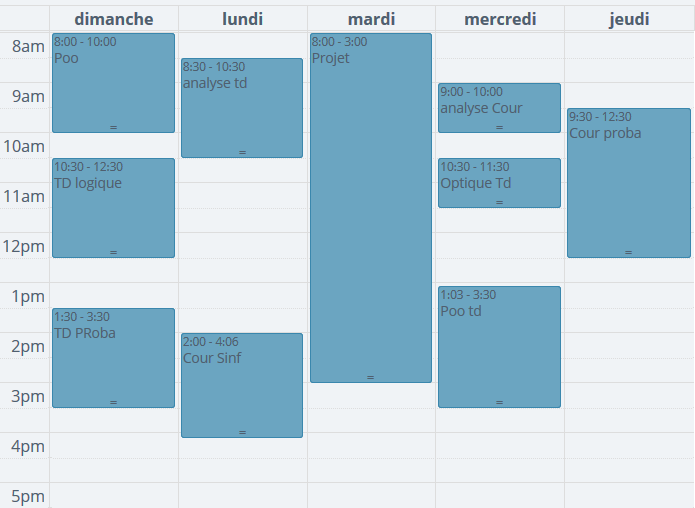 dimanche lundi mardi mercredi jeudi
8am
9am
10am
11am
12pm
1pm
2pm
3pm
4pm
5pm
8:00 - 10:00
Poo
10:30 - 12:30
TD logique
1:30 - 3:30
TD PRoba
8:30 - 10:30
analyse td
2:00 - 4:06
Cour Sinf
8:00 - 3:00
Projet
9:00 - 10:00
analyse Cour
10:30 - 11:30
Optique Td
1:03 - 3:30
Poo td
9:30 - 12:30
Cour proba